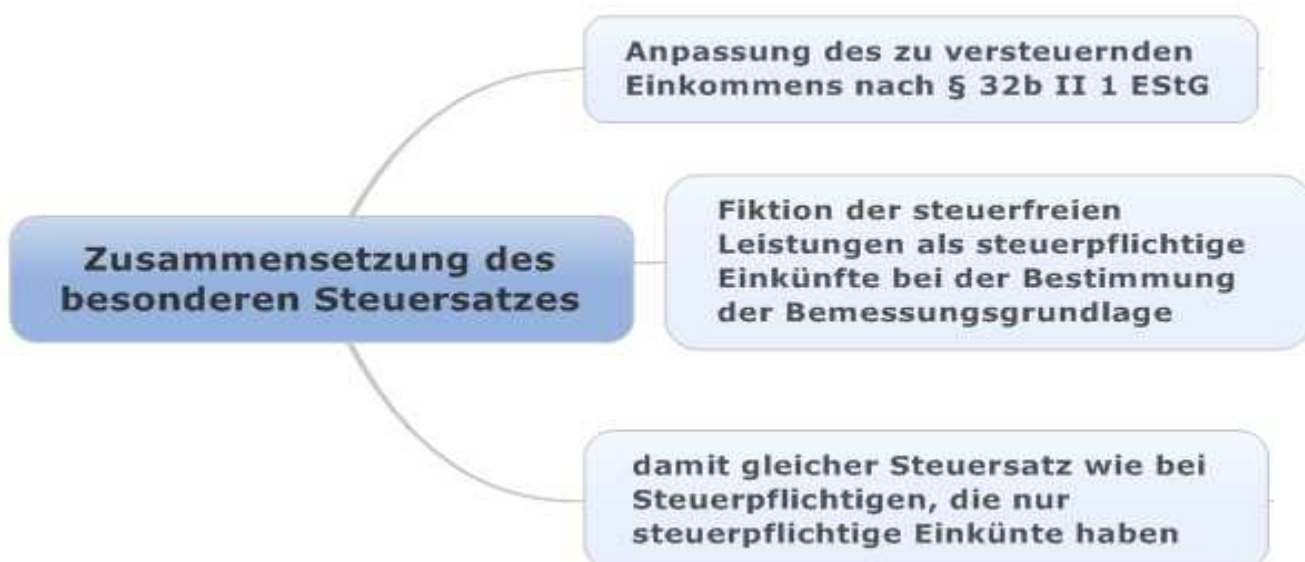 Anpassung des zu versteuernden
Einkommens nach § 32b II 1 EStG
Zusammensetzung des
besonderen Steuersatzes
Fiktion der steuerfreien
Leistungen als steuerpflichtige
Einkünfte bei der Bestimmung
der Bemessungsgrundlage
damit gleicher Steuersatz wie bei
Steuerpflichtigen, die nur
steuerpflichtige Einkünte haben